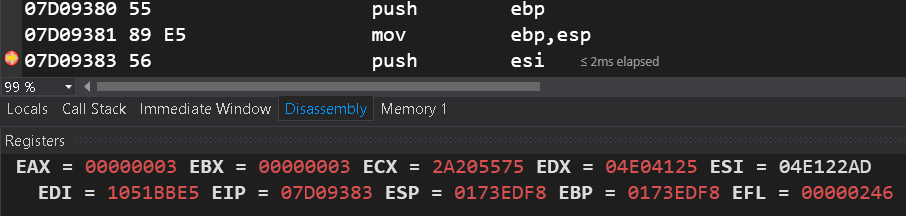 07D09380 55 push ebp
07D09381 89 E5 mov ebp,esp
07D09383 56 push esi ≤ 2ms elapsed
99 %
Locals Call Stack Immediate Window Disassembly Memory 1
Registers
EAX = 00000003 EBX = 00000003 ECX = 2A205575 EDX = 04E04125 ESI = 04E122AD
EDI = 1051BBE5 EIP = 07D09383 ESP = 0173EDF8 EBP = 0173EDF8 EFL = 00000246